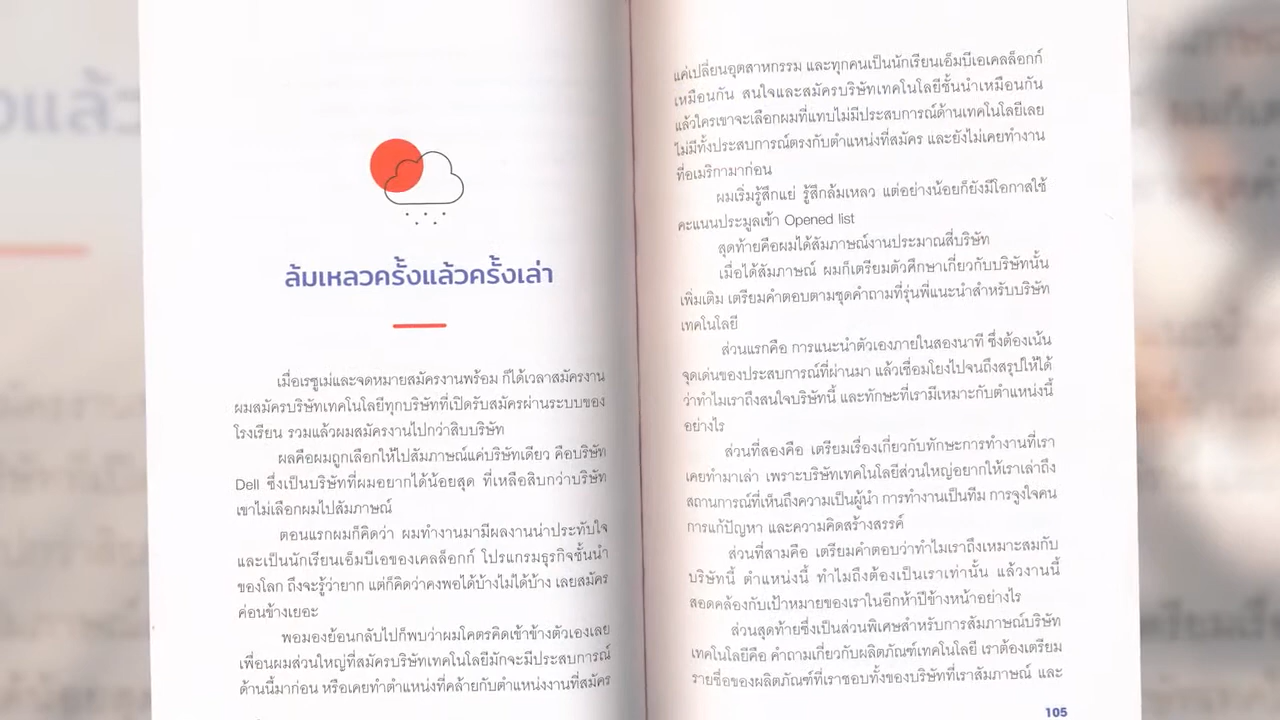 ล้มเหลวครั้งแล้วครั้งเล่า
เมื่อเรซูเม่และจดหมายสมัครงานพร้อม ก็ได้เวลาสมัครงาน
ผมสมัครบริษัทเทคโนโลยีทุกบริษัทที่เปิดรับสมัครผ่านระบบของ
โรงเรียน รวมแล้วผมสมัครงานไปกว่าสิบบริษัท
ผลคือผมถูกเลือกให้ไปสัมภาษณ์แค่บริษัทเดียว คือบริษัท
Dell ซึ่งเป็นบริษัทที่ผมอยากได้น้อยสุด ที่เหลือสิบกว่าบริษัท
เขาไม่เลือกผมไปสัมภาษณ์
ตอนแรกผมก็คิดว่า ผมทำงานมามีผลงานน่าประทับใจ
และเป็นนักเรียนเอ็มบีเอของเคลล็อกก์ โปรแกรมธุรกิจชั้นนำ
ของโลก ถึงจะรู้ว่ายาก แต่ก็คิดว่าคงพอได้บ้างไม่ได้บ้าง เลยสมัคร
ค่อนข้างเยอะ
พอมองย้อนกลับไปก็พบว่าผมโคตรคิดเข้าข้างตัวเองเลย
เพื่อนผมส่วนใหญ่ที่สมัครบริษัทเทคโนโลยีมักจะมีประสบการณ์
ด้านนี้มาก่อน หรือเคยทำตำแหน่งที่คล้ายกับตำแหน่งงานที่สมัคร
แค่เปลี่ยนอุตสาหกรรม และทุกคนเป็นนักเรียนเอ็มบีเอเคลล็อกก์
เหมือนกัน สนใจและสมัครบริษัทเทคโนโลยีชั้นนำเหมือนกัน
แล้วใครเขาจะเลือกผมที่แทบไม่มีประสบการณ์ด้านเทคโนโลยีเลย
ไม่มีทั้งประสบการณ์ตรงกับตำแหน่งที่สมัคร และยังไม่เคยทำงาน
ที่อเมริกามาก่อน
ผมเริ่มรู้สึกแย่ รู้สึกล้มเหลว แต่อย่างน้อยก็ยังมีโอกาสใช้
คะแนนประมูลเข้า Opened list
สุดท้ายคือผมได้สัมภาษณ์งานประมาณสี่บริษัท
เมื่อได้สัมภาษณ์ ผมก็เตรียมตัวศึกษาเกี่ยวกับบริษัทนั้น
เพิ่มเติม เตรียมคำตอบตามชุดคำถามที่รุ่นพี่แนะนำสำหรับบริษัท
เทคโนโลยี
ส่วนแรกคือ การแนะนำตัวเองภายในสองนาที ซึ่งต้องเน้น
จุดเด่นของประสบการณ์ที่ผ่านมา แล้วเชื่อมโยงไปจนถึงสรุปให้ได้
ว่าทำไมเราถึงสนใจบริษัทนี้ และทักษะที่เรามีเหมาะกับตำแหน่งนี้
อย่างไร
ส่วนที่สองคือ เตรียมเรื่องเกี่ยวกับทักษะการทำงานที่เรา
เคยทำมาเล่า เพราะบริษัทเทคโนโลยีส่วนใหญ่อยากให้เราเล่าถึง
สถานการณ์ที่เห็นถึงความเป็นผู้นำ การทำงานเป็นทีม การจูงใจคน
การแก้ปัญหา และความคิดสร้างสรรค์
ส่วนที่สามคือ เตรียมคำตอบว่าทำไมเราถึงเหมาะสมกับ
บริษัทนี้ ตำแหน่งนี้ ทำไมถึงต้องเป็นเราเท่านั้น แล้วงานนี้
สอดคล้องกับเป้าหมายของเราในอีกห้าปีข้างหน้าอย่างไร
ส่วนสุดท้ายซึ่งเป็นส่วนพิเศษสำหรับการสัมภาษณ์บริษัท
เทคโนโลยีคือ คำถามเกี่ยวกับผลิตภัณฑ์เทคโนโลยี เราต้องเตรียม
รายชื่อของผลิตภัณฑ์ที่เราชอบทั้งของบริษัทที่เราสัมภาษณ์ และ
105